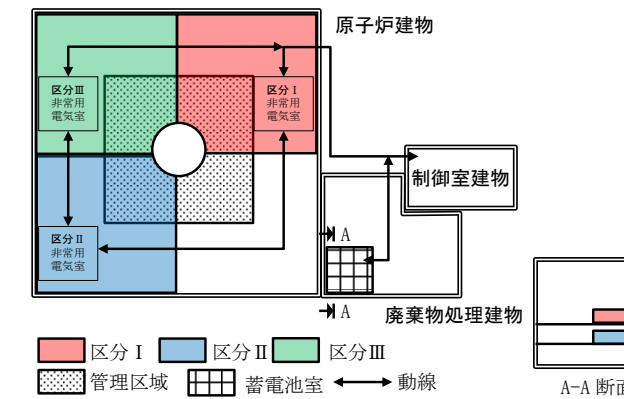 原子炉建物
区分Ⅲ
非常用
電気室
区分Ⅰ
非常用
電気室
制御室建物
区分Ⅱ
非常用
電気室
A
A
廃棄物処理建物
区分Ⅰ 区分Ⅱ 区分Ⅲ
管理区域 蓄電池室 動線
A-A 断面